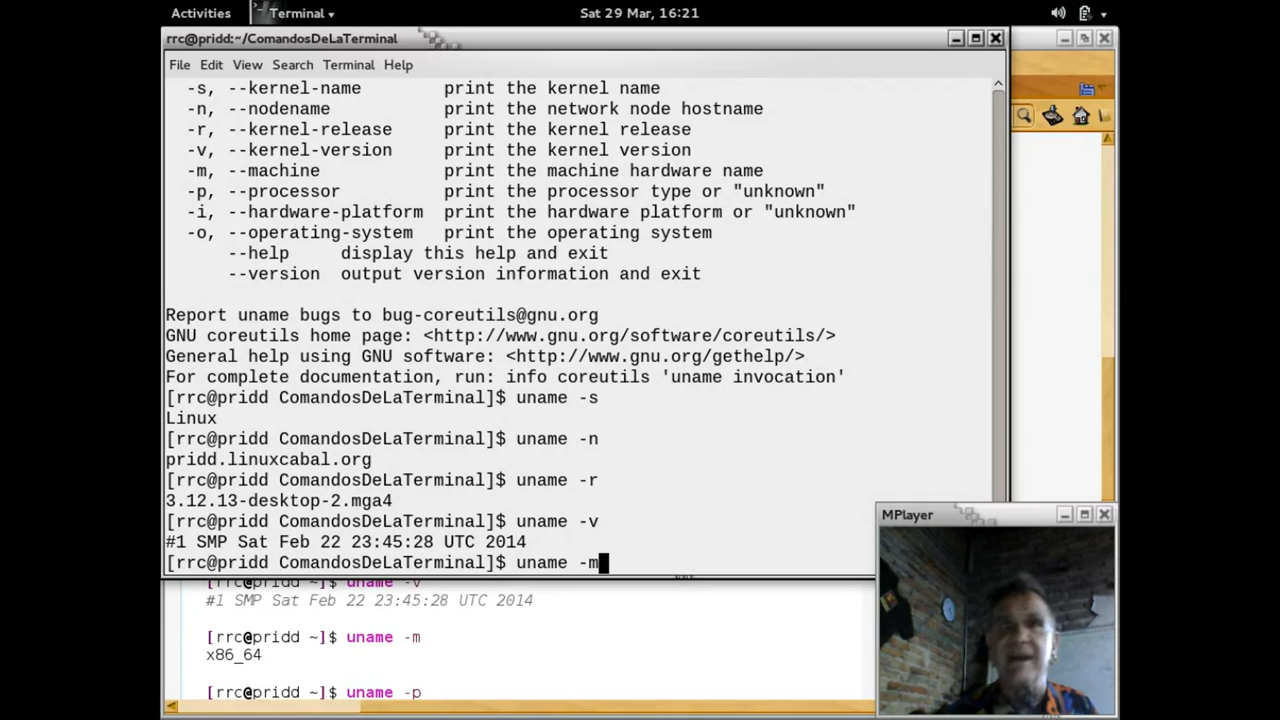 Activities
Terminal
Sat 29 Mar, 16:21
rrc@pridd:~/ComandosDeLaTerminal
File Edit View Search Terminal Help
-s, --kernel-name print the kernel name
-n, --nodename print the network node hostname
-r, --kernel-release print the kernel release
-v, --kernel-version print the kernel version
-m, --machine print the machine hardware name
-p, --processor print the processor type or "unknown"
-i, --hardware-platform print the hardware platform or "unknown"
-o, --operating-system print the operating system
--help display this help and exit
--version output version information and exit
Report uname bugs to bug-coreutils@gnu.org
GNU coreutils home page: <http://www.gnu.org/software/coreutils/>
General help using GNU software: <http://www.gnu.org/gethelp/>
For complete documentation, run: info coreutils 'uname invocation'
[rrc@pridd ComandosDeLaTerminal]$ uname -s
Linux
[rrc@pridd ComandosDeLaTerminal]$ uname -n
pridd.linuxcabal.org
[rrc@pridd ComandosDeLaTerminal]$ uname -r
3.12.13-desktop-2.mga4
[rrc@pridd ComandosDeLaTerminal]$ uname -v
#1 SMP Sat Feb 22 23:45:28 UTC 2014
[rrc@pridd ComandosDeLaTerminal]$ uname -m
MPlayer
[rrc@pridd ~]$ uname -v
#1 SMP Sat Feb 22 23:45:28 UTC 2014
[rrc@pridd ~]$ uname -m
x86_64
[rrc@pridd ~]$ uname -p